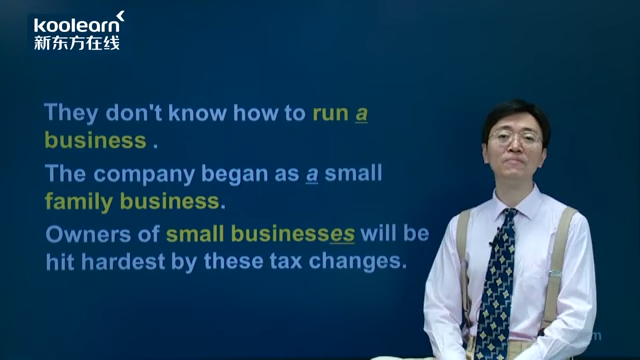 koolearn
新东方在线
They don't know how to run a
business .
The company began as a small
family business.
Owners of small businesses will be
hit hardest by these tax changes.